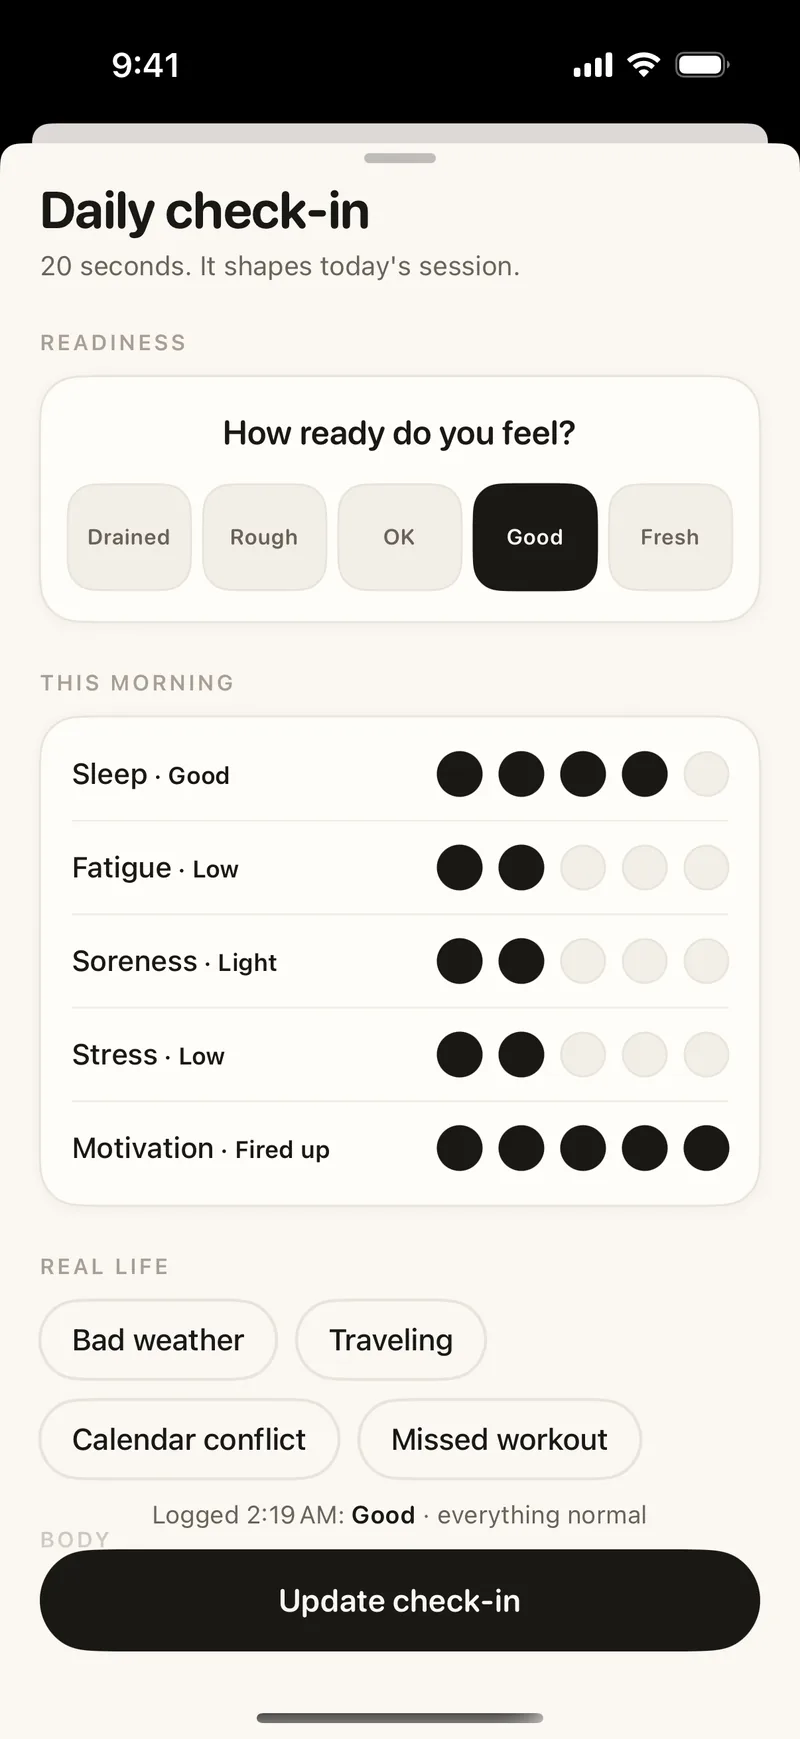 9:41
Daily check-in
20 seconds. It shapes today's session.
READINESS
How ready do you feel?
Drained Rough OK Good Fresh
THIS MORNING
Sleep · Good
Fatigue · Low
Soreness · Light
Stress · Low
Motivation · Fired up
REAL LIFE
Bad weather Traveling
Calendar conflict Missed workout
Logged 2:19 AM: Good · everything normal
BODY
Update check-in